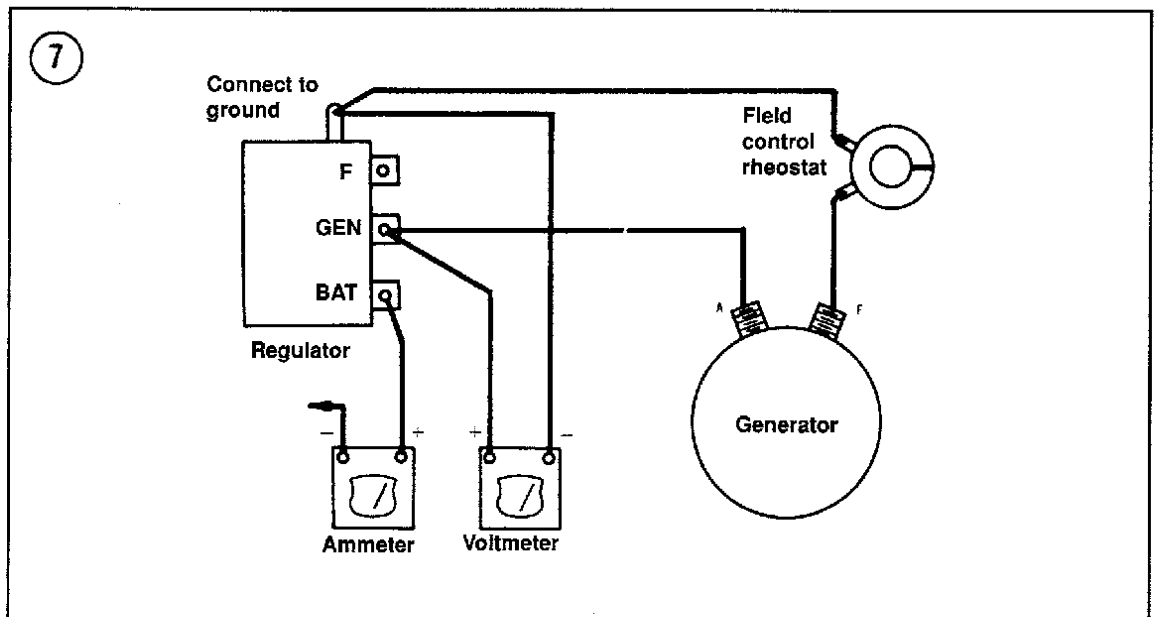 7
Connect to
ground
Field
control
rheostat
F
GEN
BAT
A
F
Regulator
Generator
-
+
+
-
Ammeter
Voltmeter